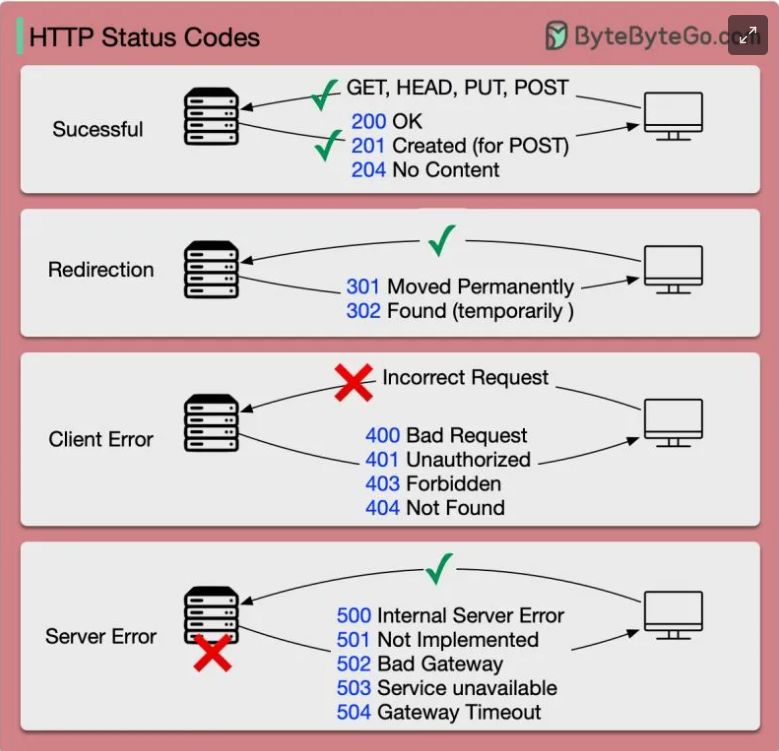 HTTP Status Codes
ByteByteGo.com
Sucessful
GET, HEAD, PUT, POST
200 OK
201 Created (for POST)
204 No Content
Redirection
301 Moved Permanently
302 Found (temporarily )
Client Error
Incorrect Request
400 Bad Request
401 Unauthorized
403 Forbidden
404 Not Found
Server Error
500 Internal Server Error
501 Not Implemented
502 Bad Gateway
503 Service unavailable
504 Gateway Timeout